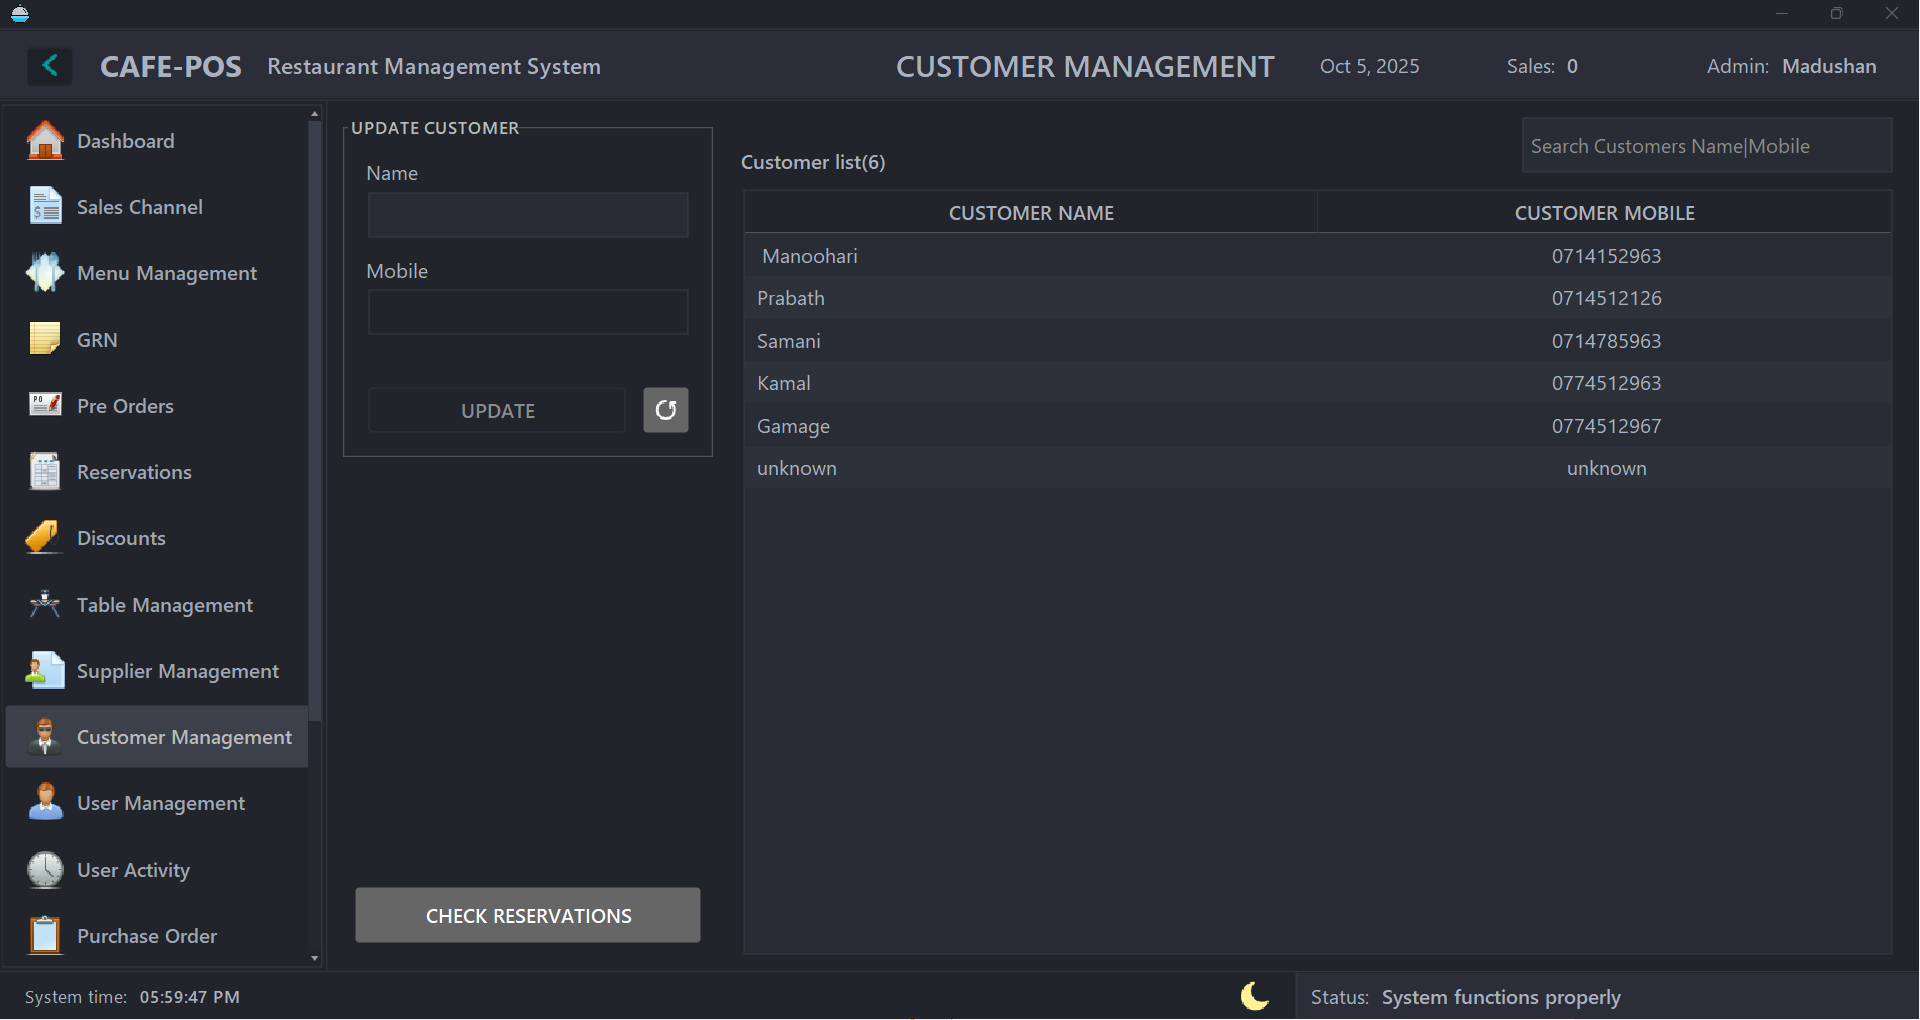 CAFE-POS Restaurant Management System CUSTOMER MANAGEMENT Oct 5, 2025 Sales: 0 Admin: Madushan
Dashboard
Sales Channel
Menu Management
GRN
Pre Orders
Reservations
Discounts
Table Management
Supplier Management
Customer Management
User Management
User Activity
Purchase Order
UPDATE CUSTOMER
Name
Mobile
UPDATE
CHECK RESERVATIONS
Customer list(6)
Search Customers Name|Mobile
CUSTOMER NAME CUSTOMER MOBILE
Manoohari 0714152963
Prabath 0714512126
Samani 0714785963
Kamal 0774512963
Gamage 0774512967
unknown unknown
System time: 05:59:47 PM
Status: System functions properly